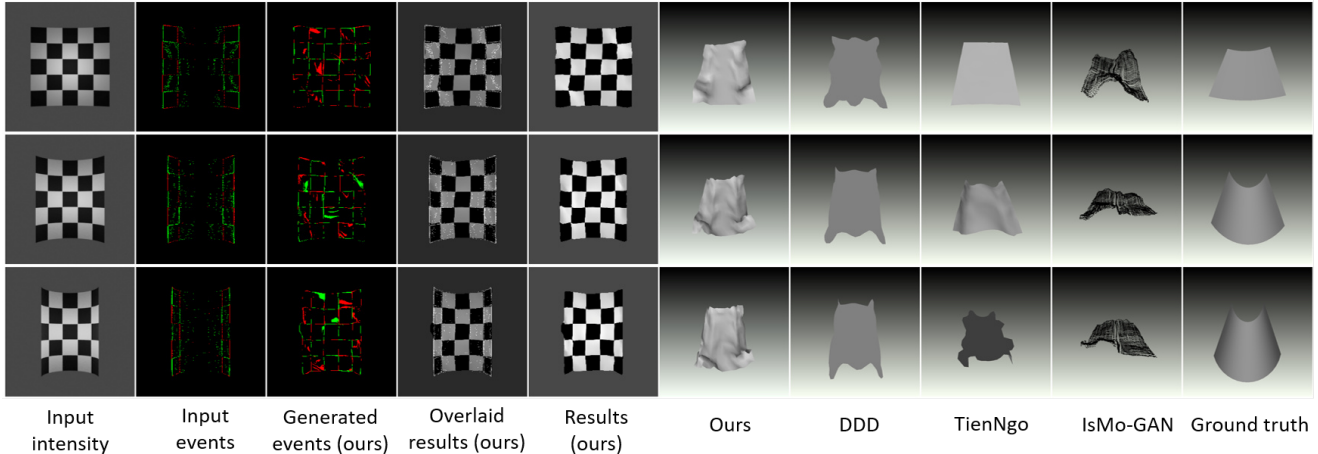 Input
intensity
Input
events
Generated
events (ours)
Overlaid
results (ours)
Results
(ours)
Ours
DDD
TienNgo
IsMo-GAN
Ground truth